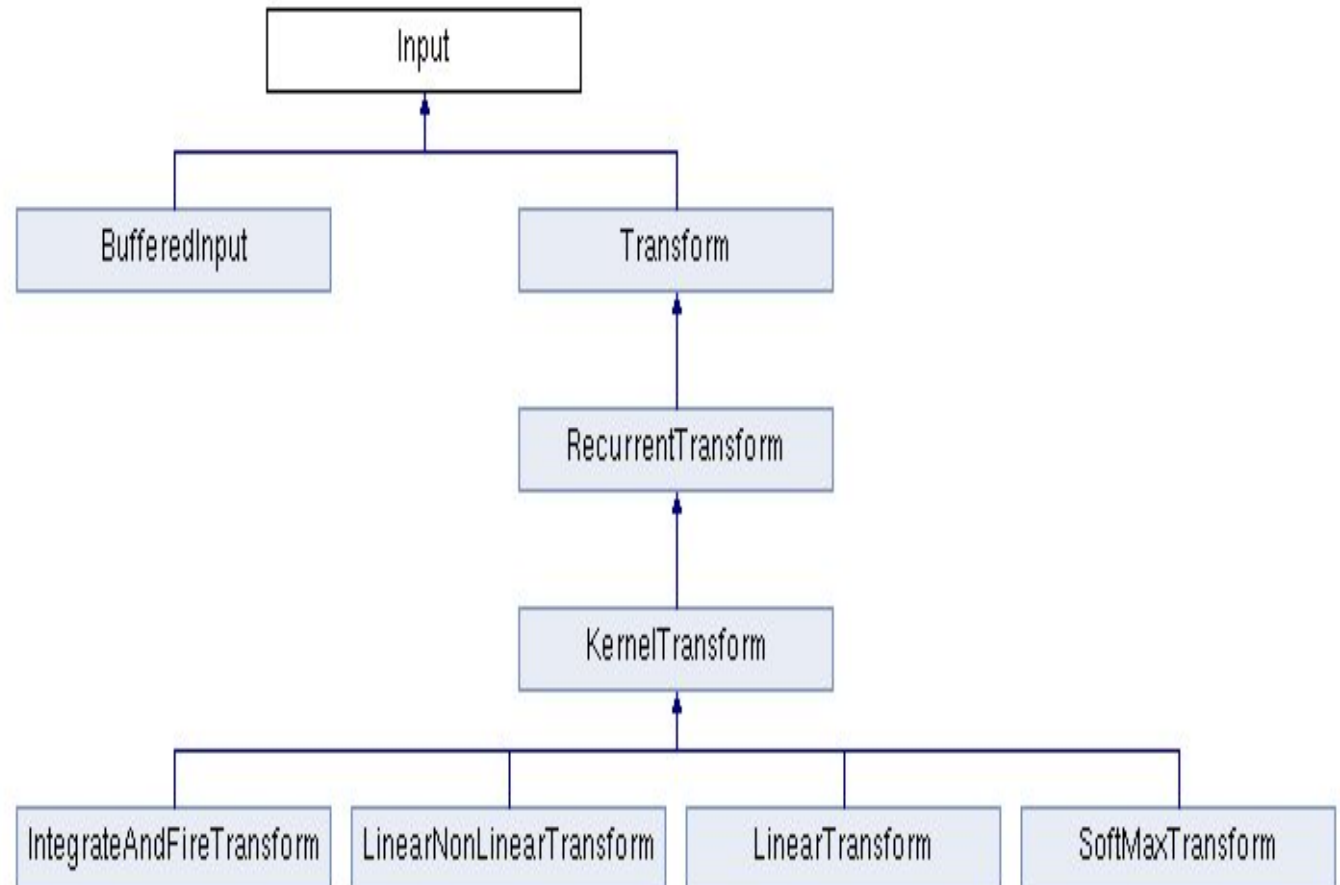 Input
BufferedInput
Transform
RecurrentTransform
KernelTransform
IntegrateAndFireTransform
LinearNonLinearTransform
LinearTransform
SoftMaxTransform